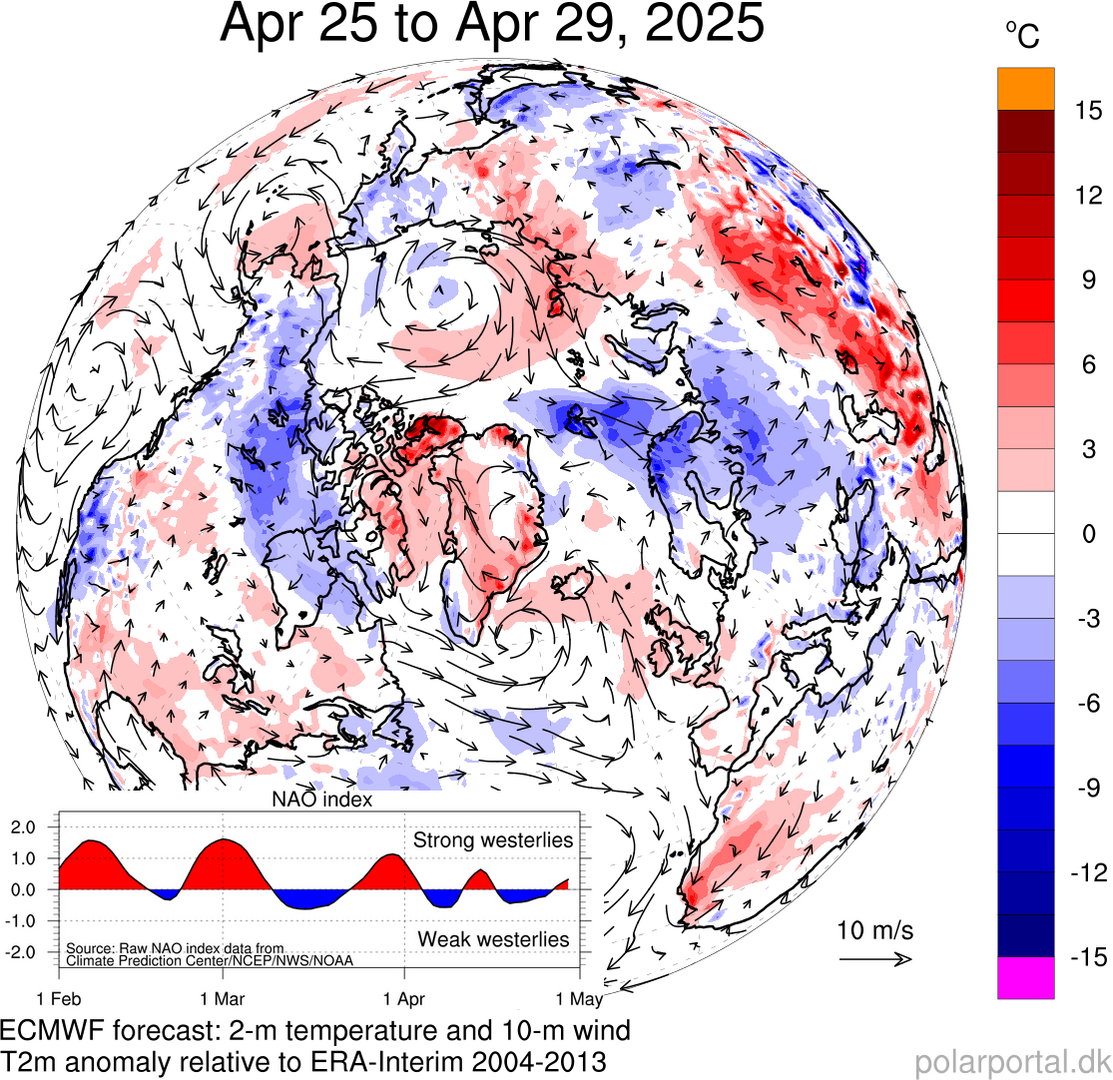 Apr 25 to Apr 29, 2025
oC
15
12
9
6
3
0
-3
-6
-9
-12
-15
NAO index
2.0
1.0
0.0
-1.0
-2.0
Strong westerlies
Weak westerlies
Source: Raw NAO index data from
Climate Prediction Center/NCEP/NWS/NOAA
1 Feb
1 Mar
1 Apr
1 May
10 m/s
ECMWF forecast: 2-m temperature and 10-m wind
T2m anomaly relative to ERA-Interim 2004-2013
polarportal.dk